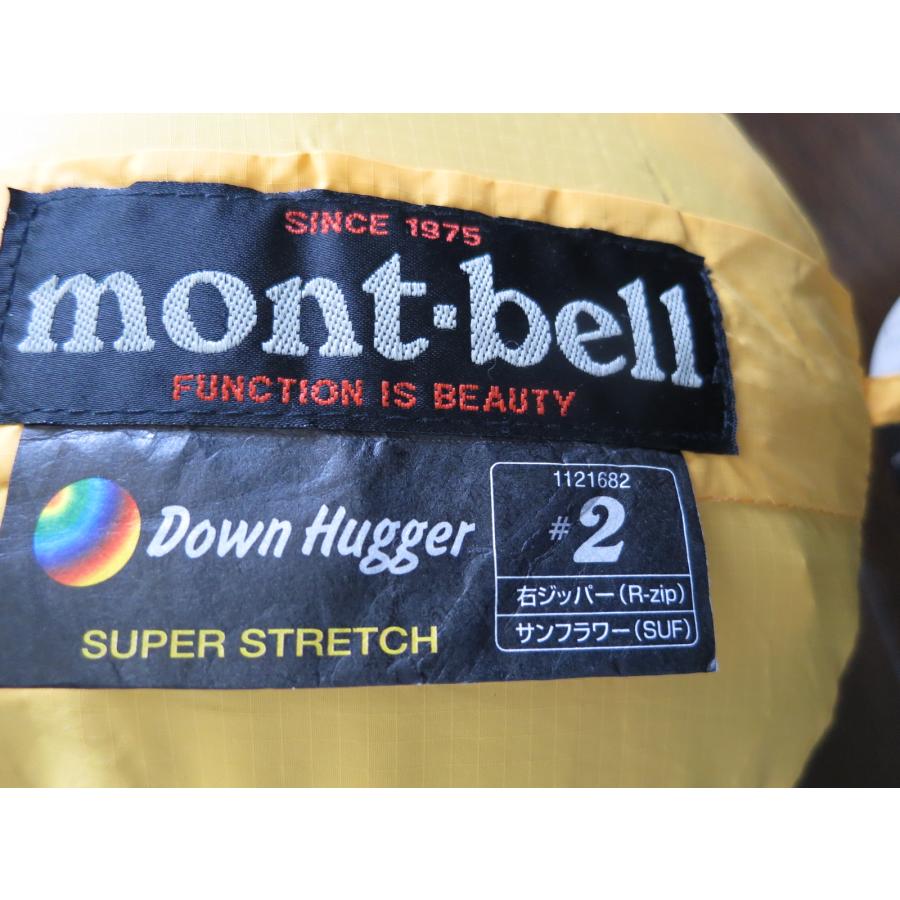 SINCE 1975
mont-bell
FUNCTION IS BEAUTY
Down Hugger
SUPER STRETCH
1121682
#2
右ジッパー(R-zip)
サンフラワー(SUF)